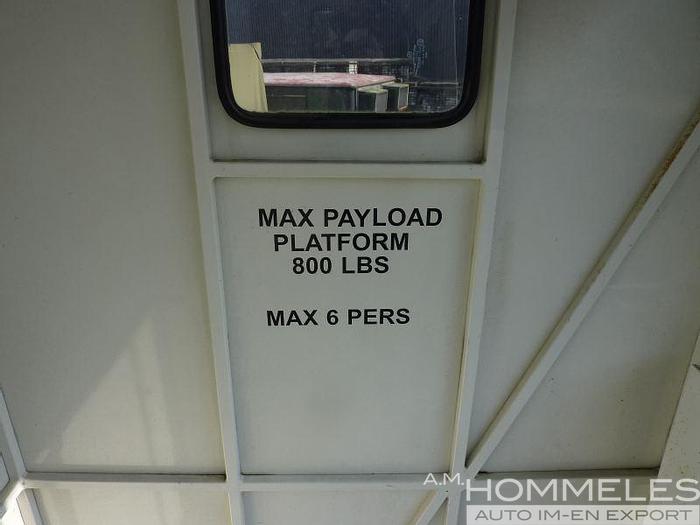 MAX PAYLOAD
PLATFORM
800 LBS
MAX 6 PERS
A.M. HOMMELES
AUTO IM-EN EXPORT